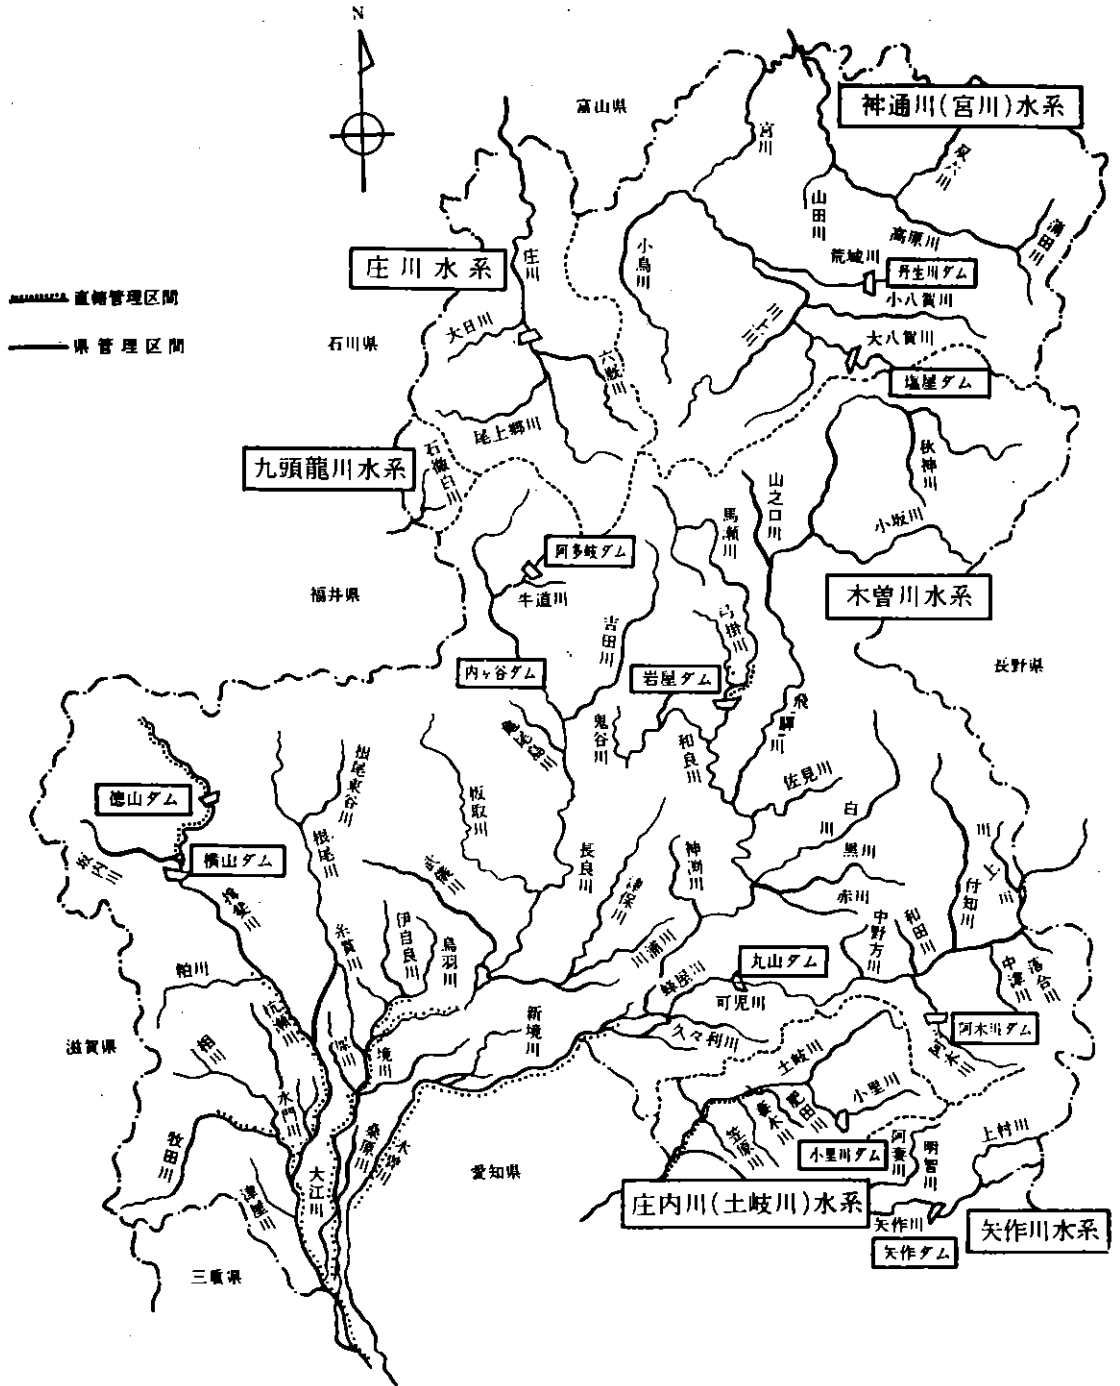 N
富山県
神通川(宮川)水系
宮川
双六川
山田川
高原川
蒲田川
荒城川
丹生川ダム
小八賀川
小鳥川
庄川水系
庄川
直轄管理区間
県管理区間
石川県
大日川
六厩川
大八賀川
塩屋ダム
尾上郷川
九頭龍川水系
石徹白川
秋神川
山之口川
小坂川
馬瀬川
阿多岐ダム
牛道川
福井県
木曽川水系
吉田川
弓掛川
長野県
内ヶ谷ダム
岩屋ダム
飛騨川
鬼谷川
和良川
亀尾島川
根尾東谷川
佐見川
徳山ダム
板取川
白川
川上川
坂内川
横山ダム
根尾川
武儀川
長良川
津保川
神渕川
黒川
赤川
付知川
揖斐川
糸貫川
伊自良川
鳥羽川
川浦川
中野方川
和田川
丸山ダム
蜂屋川
可児川
中津川
落合川
粕川
杭瀬川
新境川
久々利川
阿木川ダム
阿木川
滋賀県
相川
境川
土岐川
小里川
水門川
牧田川
桑原川
木曽川
笠原川
妻木川
肥田川
小里川ダム
阿妻川
明智川
上村川
愛知県
大江川
津屋川
庄内川(土岐川)水系
矢作川
矢作川水系
矢作ダム
三重県